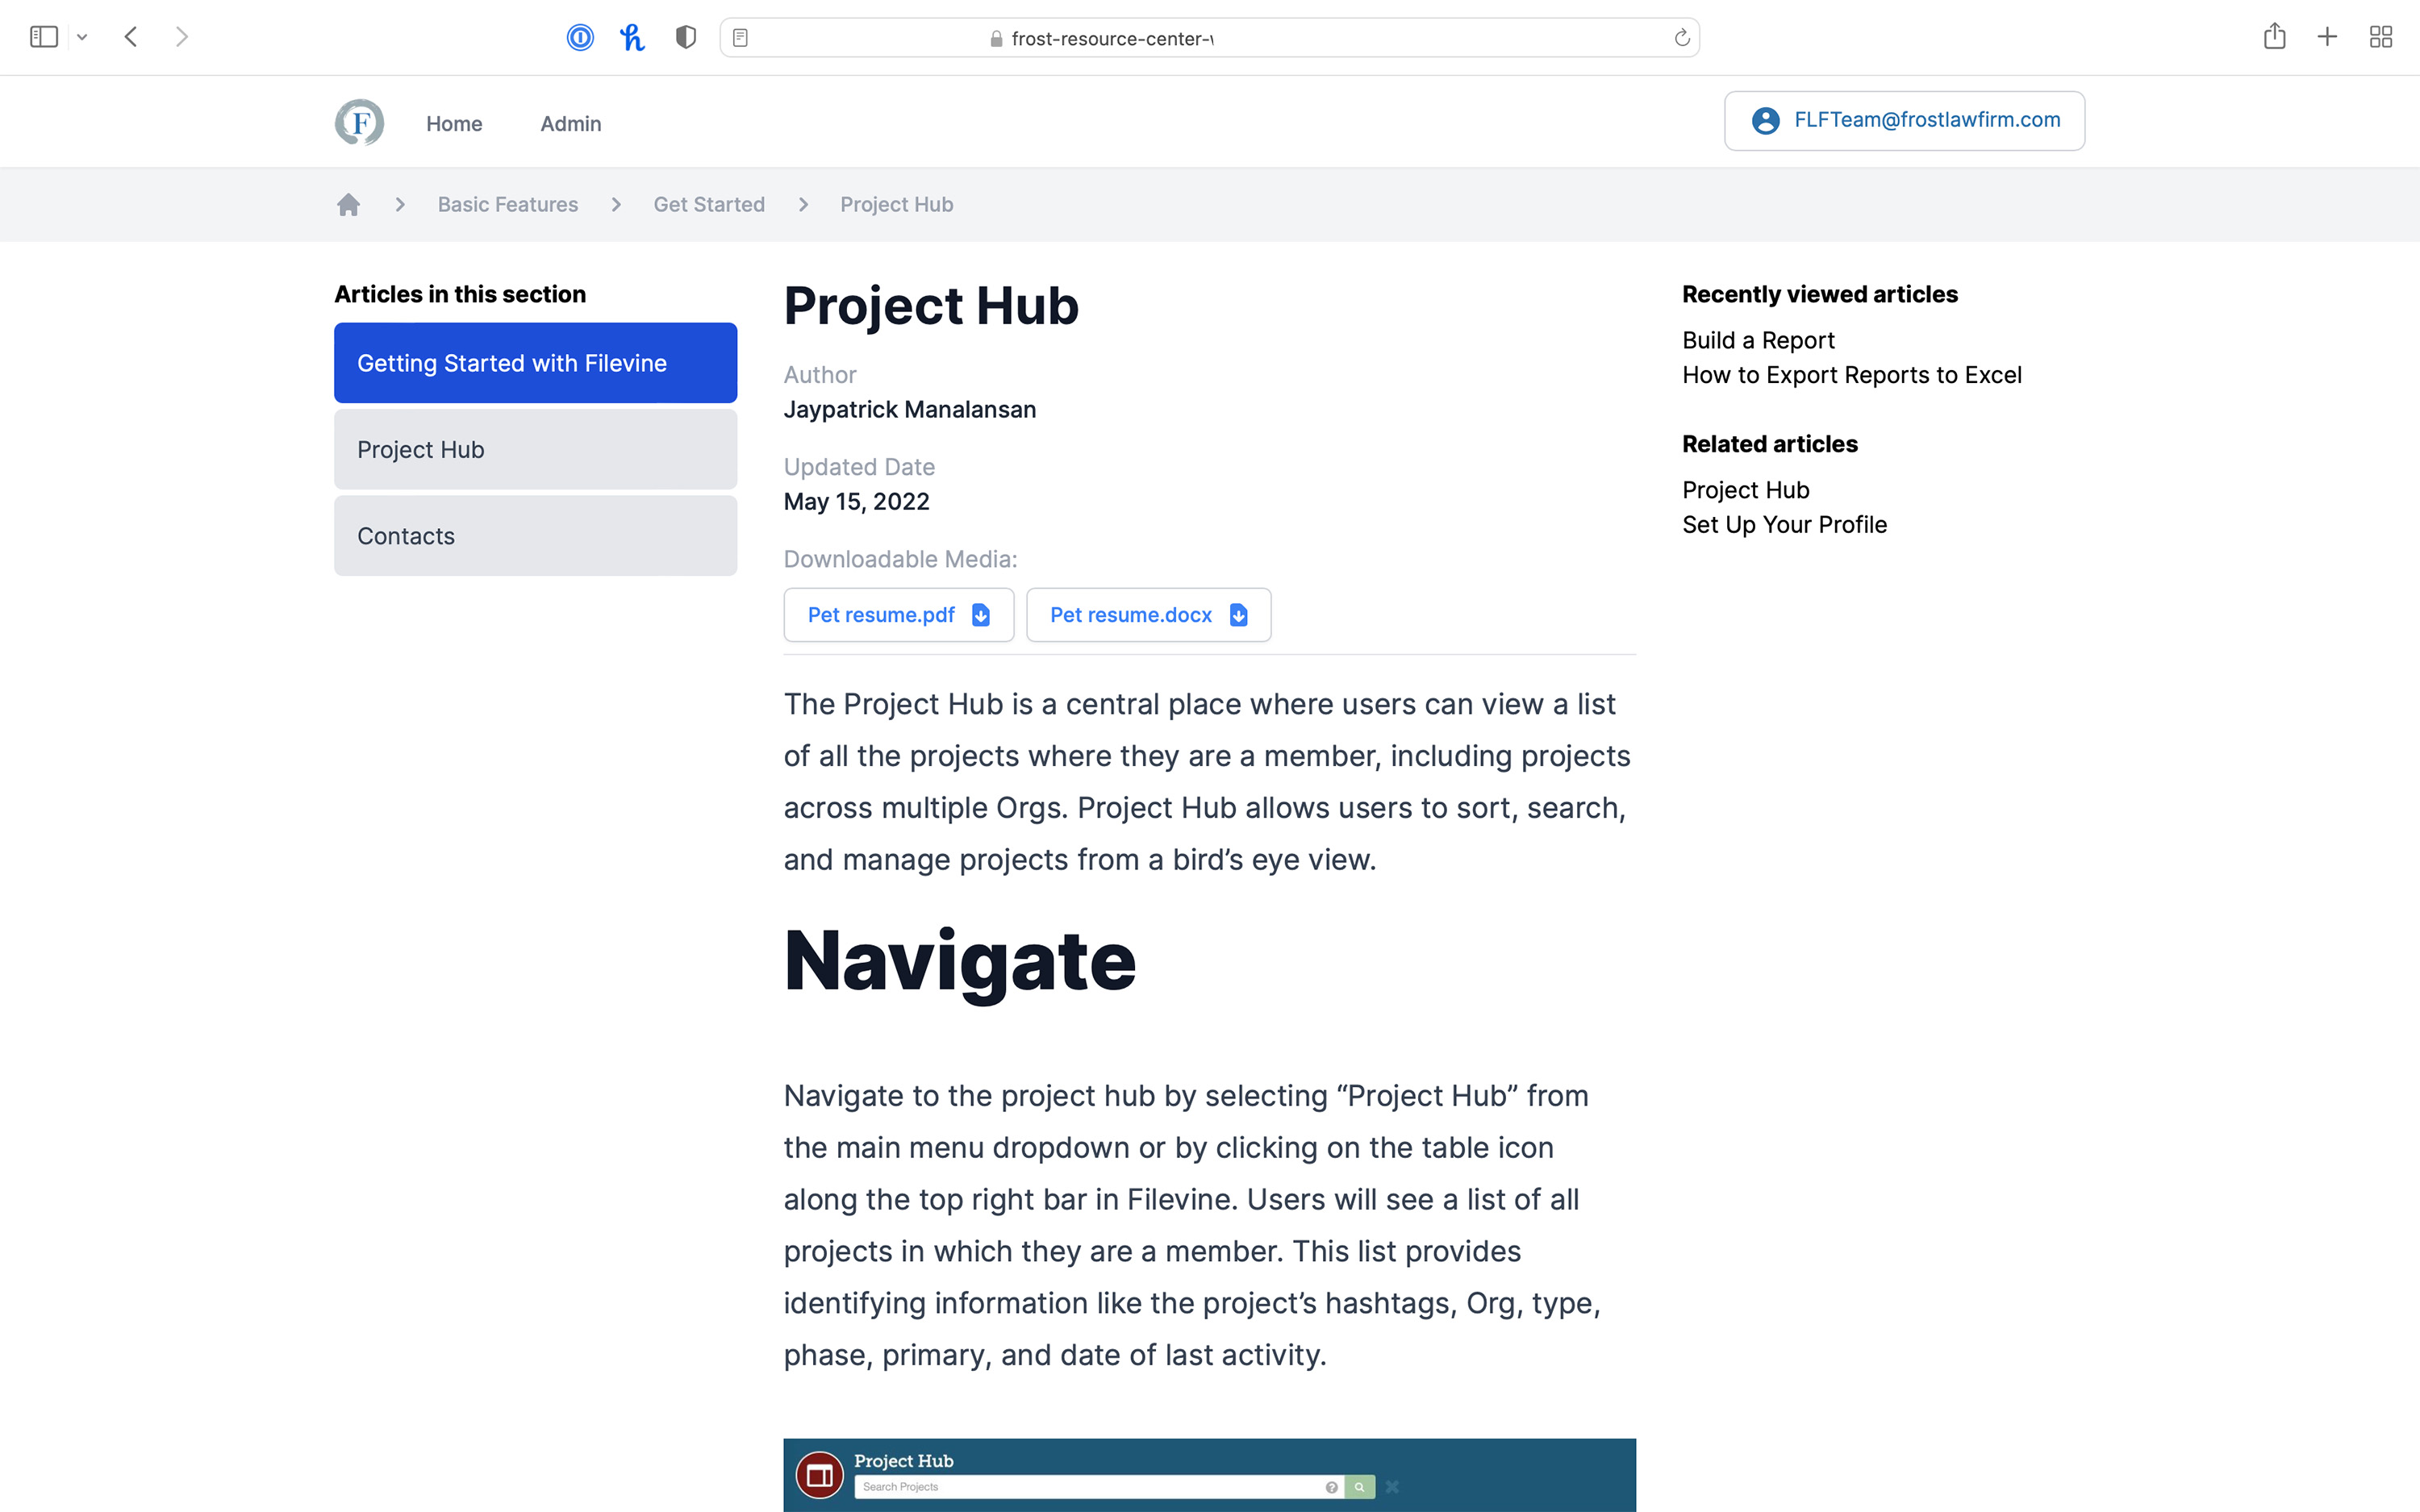 frost-resource-center-
F
Home
Admin
FLFTeam@frostlawfirm.com
Basic Features
Get Started
Project Hub
Articles in this section
Getting Started with Filevine
Project Hub
Contacts
Project Hub
Author
Jaypatrick Manalansan
Updated Date
May 15, 2022
Downloadable Media:
Pet resume.pdf
Pet resume.docx
The Project Hub is a central place where users can view a list
of all the projects where they are a member, including projects
across multiple Orgs. Project Hub allows users to sort, search,
and manage projects from a bird’s eye view.
Navigate
Navigate to the project hub by selecting “Project Hub” from
the main menu dropdown or by clicking on the table icon
along the top right bar in Filevine. Users will see a list of all
projects in which they are a member. This list provides
identifying information like the project’s hashtags, Org, type,
phase, primary, and date of last activity.
Project Hub
Search Projects
Recently viewed articles
Build a Report
How to Export Reports to Excel
Related articles
Project Hub
Set Up Your Profile